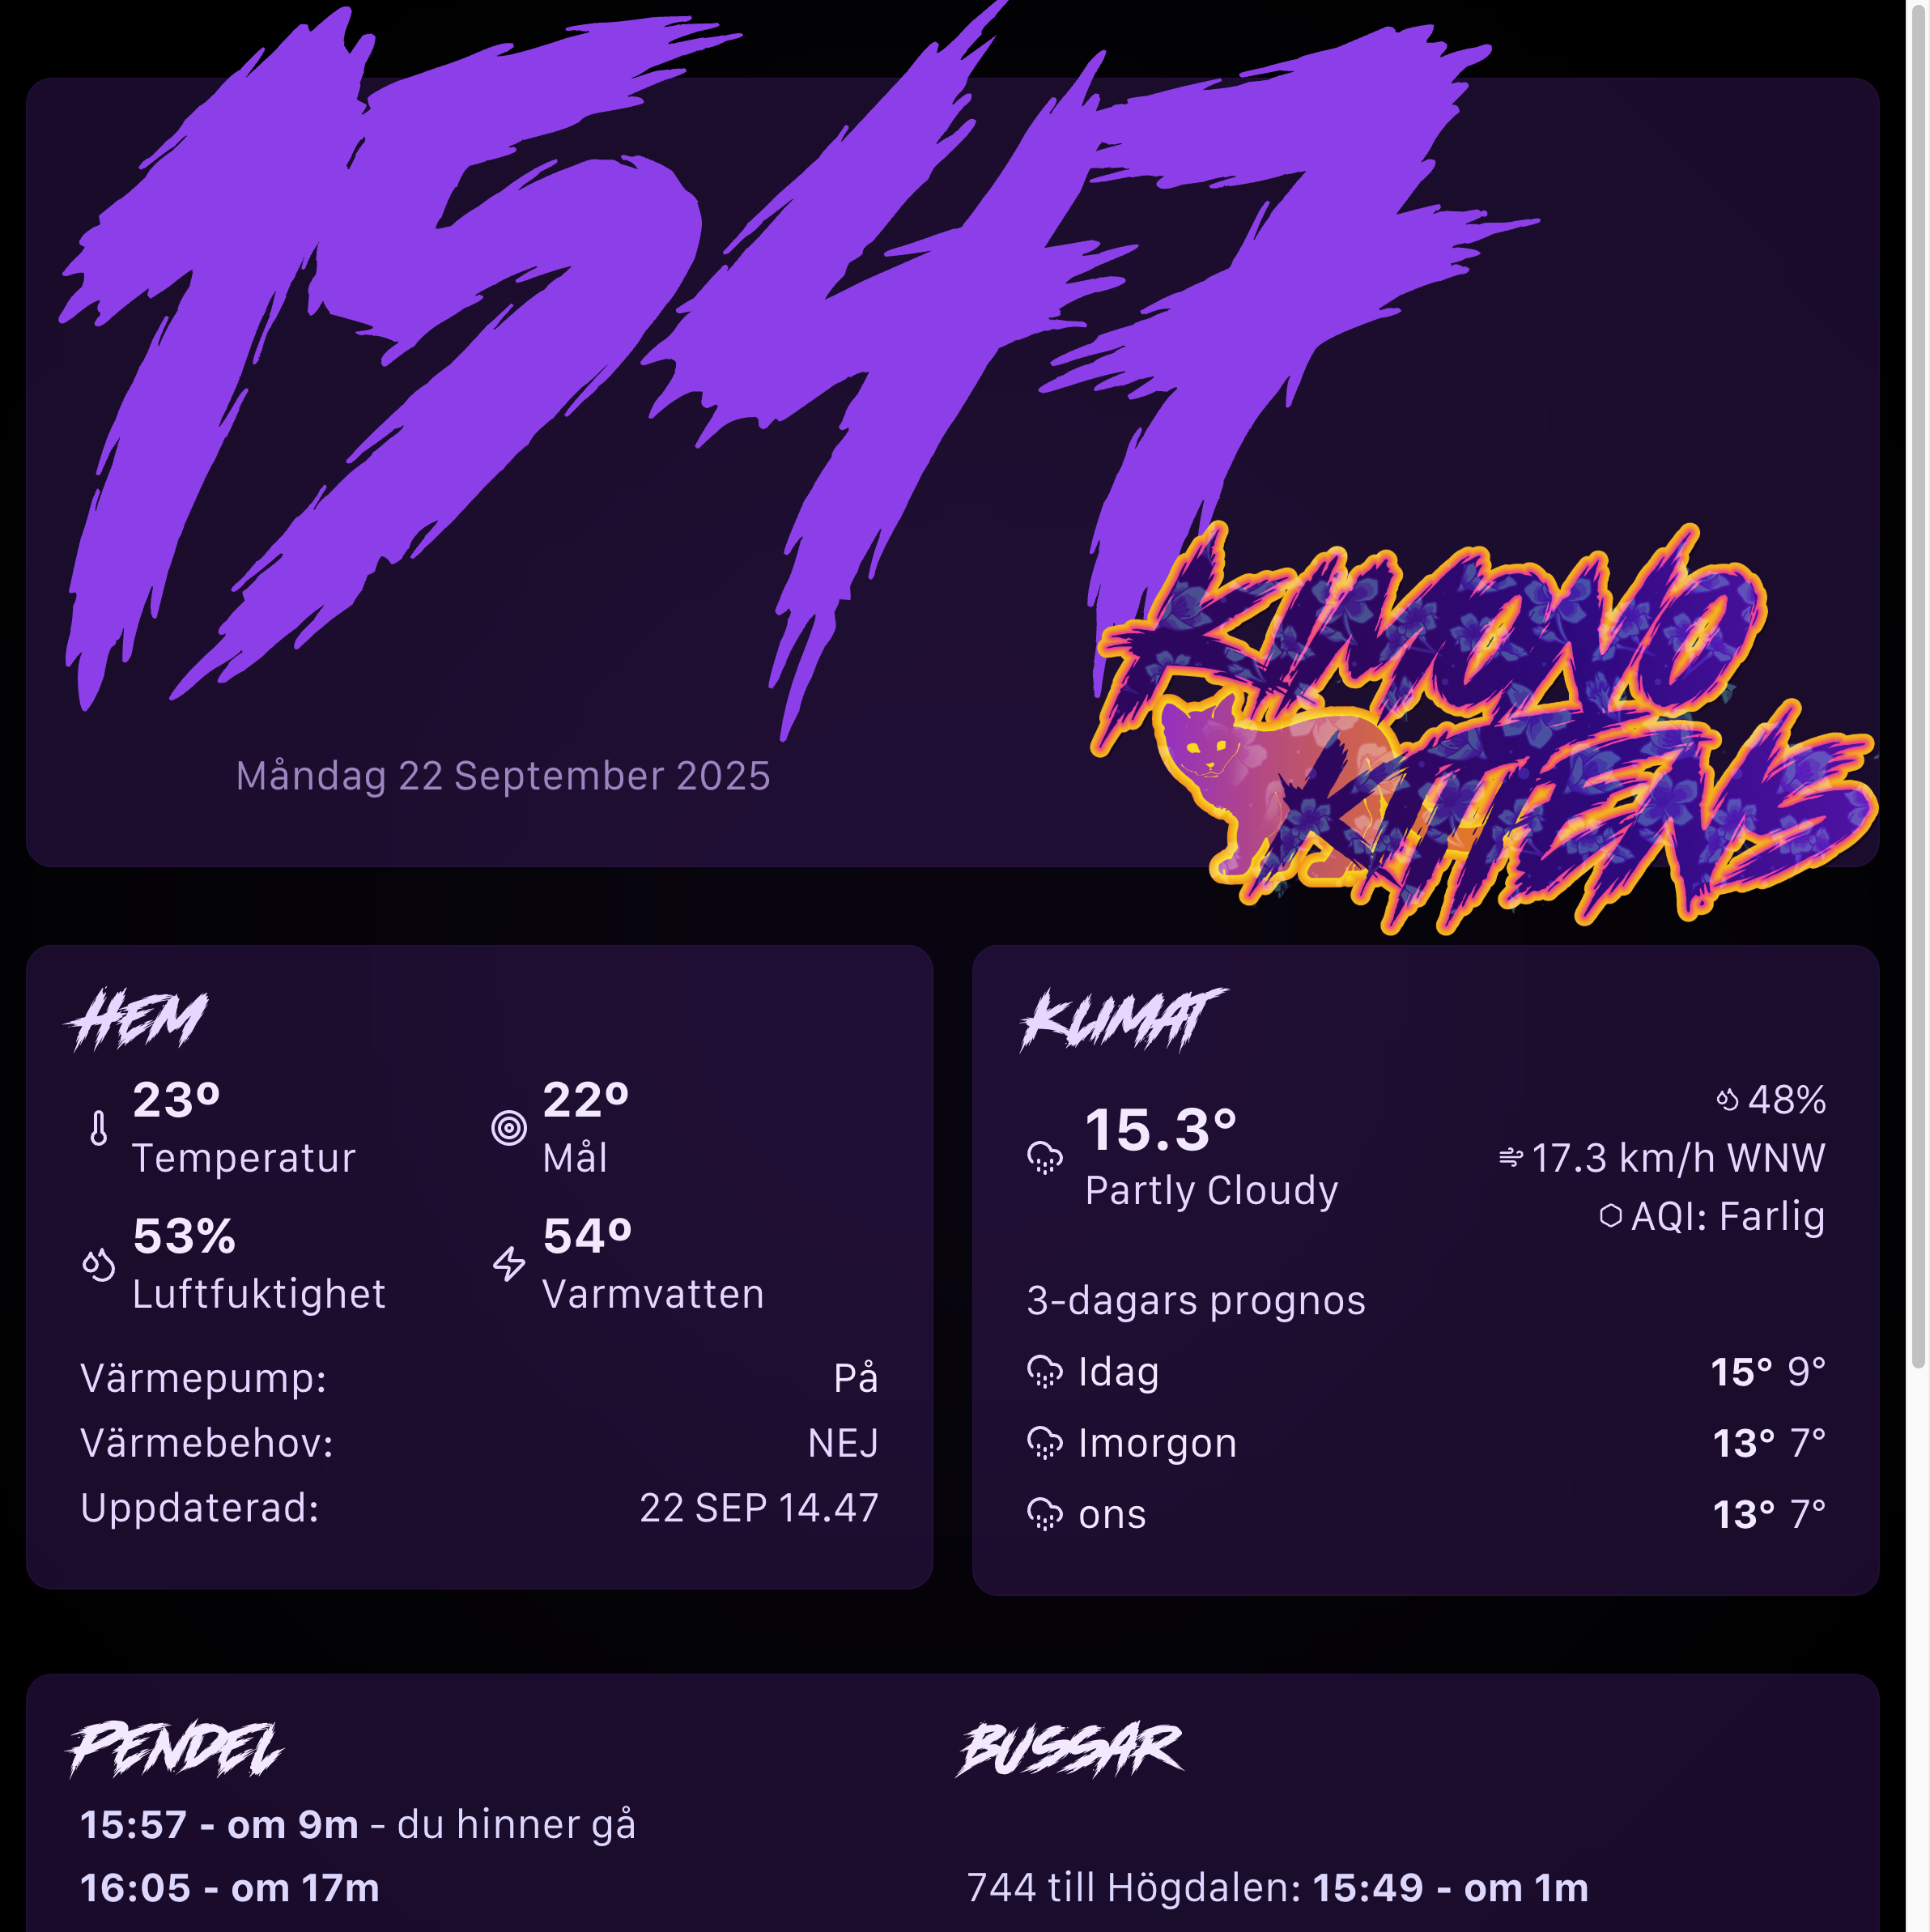 1547
KIMONO
KITTENS
Måndag 22 September 2025
HEM
23º
Temperatur
22º
Mål
53%
Luftfuktighet
54º
Varmvatten
Värmepump: På
Värmebehov: NEJ
Uppdaterad: 22 SEP 14.47
KLIMAT
15.3°
Partly Cloudy
48%
17.3 km/h WNW
AQI: Farlig
3-dagars prognos
Idag 15° 9°
Imorgon 13° 7°
ons 13° 7°
PENDEL
15:57 - om 9m - du hinner gå
16:05 - om 17m
BUSSAR
744 till Högdalen: 15:49 - om 1m